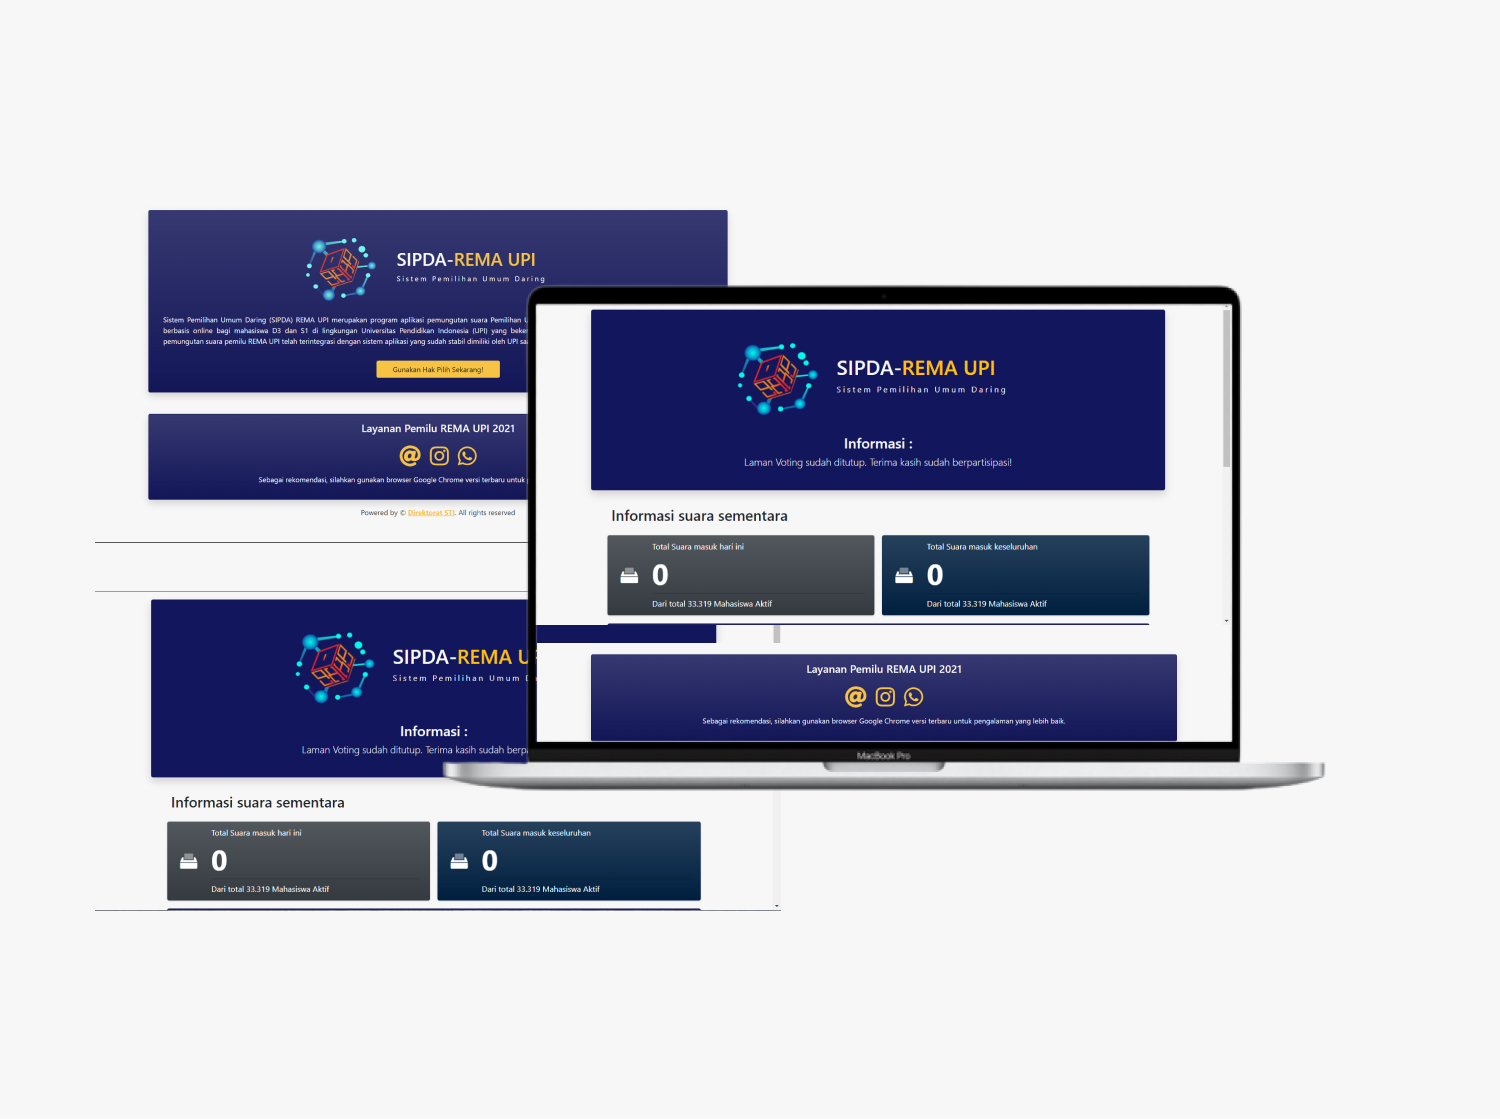 SIPDA-REMA UPI
Sistem Pemilihan Umum Daring
Sistem Pemilihan Umum Daring (SIPDA) REMA UPI merupakan program aplikasi pemungutan suara Pemilihan
berbasis online bagi mahasiswa D3 dan S1 di lingkungan Universitas Pendidikan Indonesia (UPI) yang
pemungutan suara pemilu REMA UPI telah terintegrasi dengan sistem aplikasi yang sudah stabil dimiliki oleh UPI
Gunakan Hak Pilih Sekarang!
Layanan Pemilu REMA UPI 2021
Sebagai rekomendasi, silahkan gunakan browser Google Chrome versi terbaru untuk
Powered by © Direktorat STI. All rights reserved
SIPDA-REMA
Sistem Pemilihan Umum
Informasi :
Laman Voting sudah ditutup. Terima kasih sudah
Informasi suara sementara
Total Suara masuk hari ini
0
Dari total 33.319 Mahasiswa Aktif
Total Suara masuk keseluruhan
0
Dari total 33.319 Mahasiswa Aktif
SIPDA-REMA UPI
Sistem Pemilihan Umum Daring
Informasi :
Laman Voting sudah ditutup. Terima kasih sudah berpartisipasi!
Informasi suara sementara
Total Suara masuk hari ini
0
Dari total 33.319 Mahasiswa Aktif
Total Suara masuk keseluruhan
0
Dari total 33.319 Mahasiswa Aktif
Layanan Pemilu REMA UPI 2021
Sebagai rekomendasi, silahkan gunakan browser Google Chrome versi terbaru untuk pengalaman yang lebih baik.
MacBook Pro